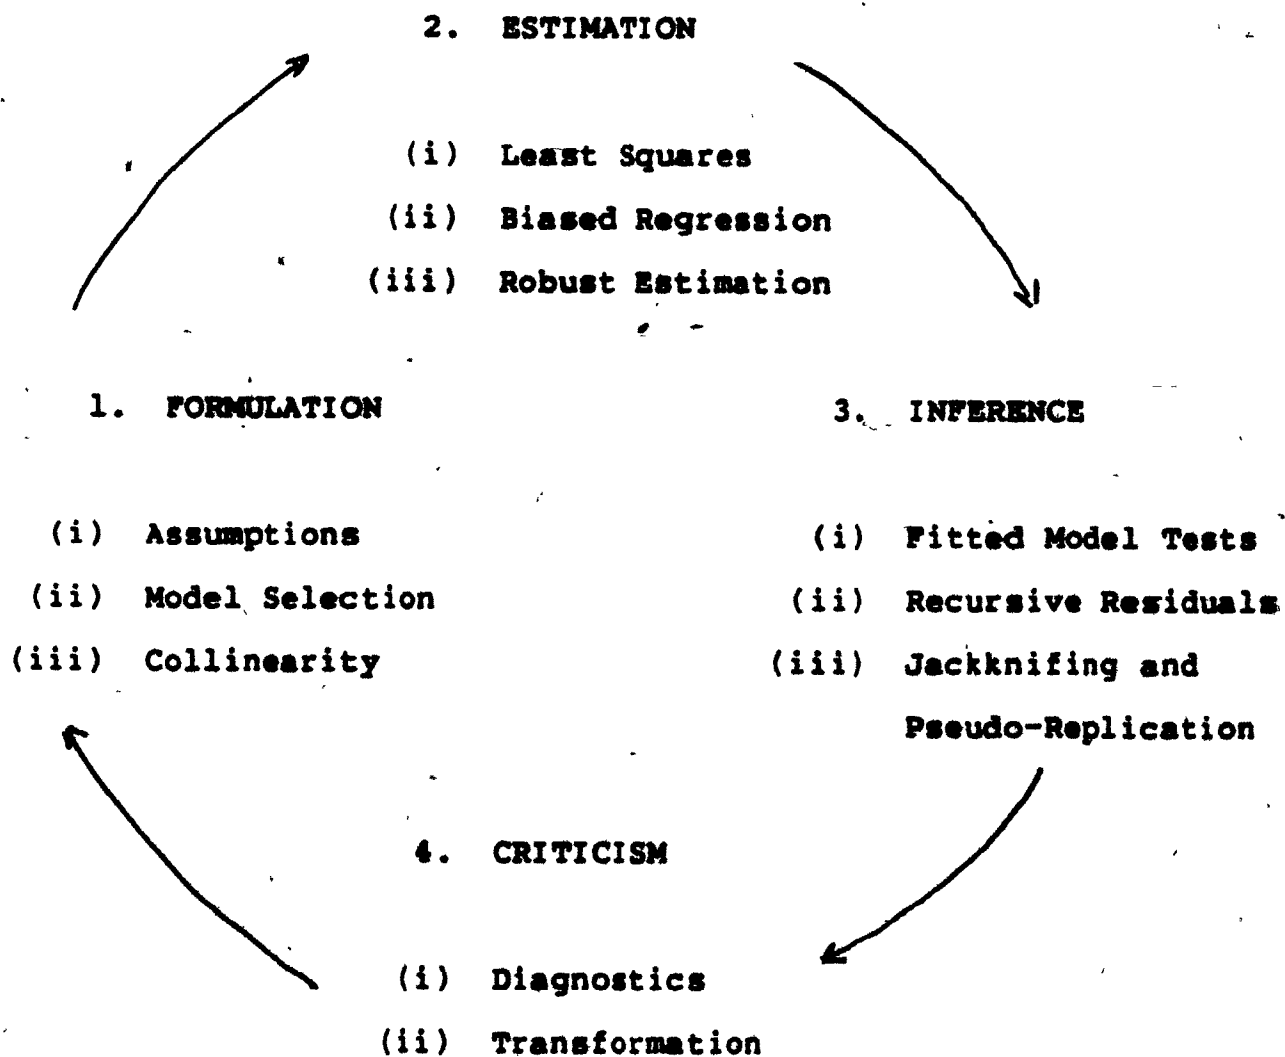 2. ESTIMATION
(i) Least Squares
(ii) Biased Regression
(iii) Robust Estimation
1. FORMULATION
(i) Assumptions
(ii) Model Selection
(iii) Collinearity
3. INFERENCE
(i) Fitted Model Tests
(ii) Recursive Residuals
(iii) Jackknifing and
Pseudo-Replication
4. CRITICISM
(i) Diagnostics
(ii) Transformation